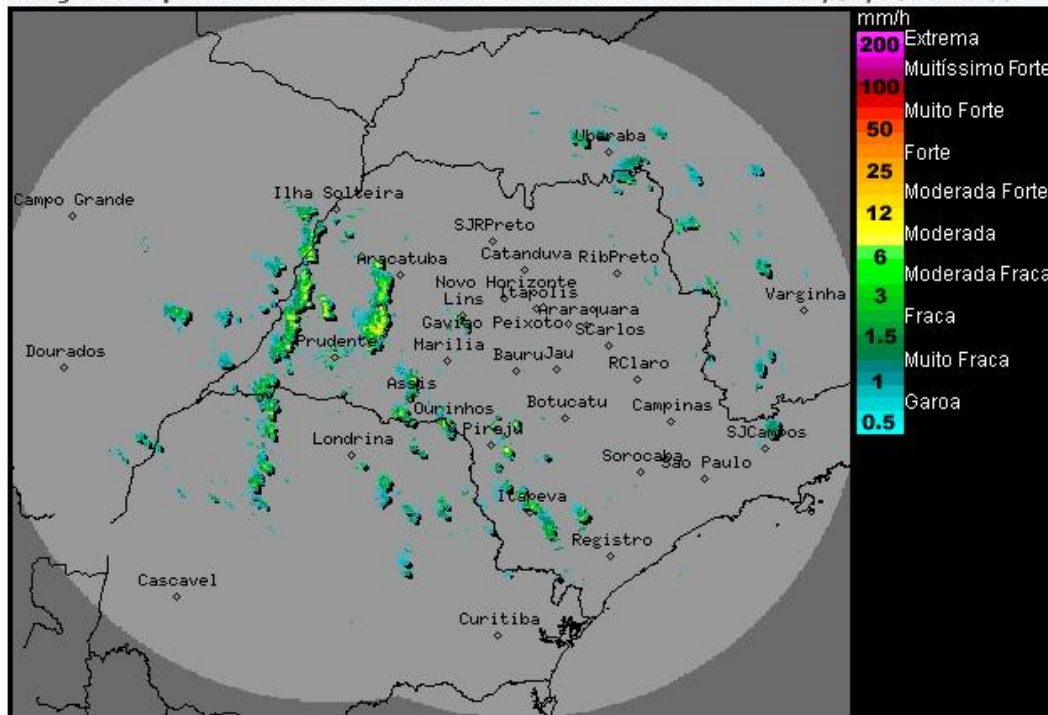 mm/h
200
Extrema
Muitíssimo Forte
100
Muito Forte
50
Forte
25
Moderada Forte
12
Moderada
6
Moderada Fraca
3
Fraca
1.5
Muito Fraca
1
Garoa
0.5
Uberaba
Ilha Solteira
Campo Grande
SJRPreto
Catanduva
Aracatuba
RibPreto
Novo Horizonte
Itapolis
Lins
Araraquara
Varginha
Gaviao Peixoto
SCarlos
Prudente
Marilia
Dourados
Bauru
Jau
RClaro
Assis
Ourinhos
Botucatu
Campinas
Londrina
Piraju
SJCampos
Sorocaba
Sao Paulo
Itapeva
Registro
Cascavel
Curitiba